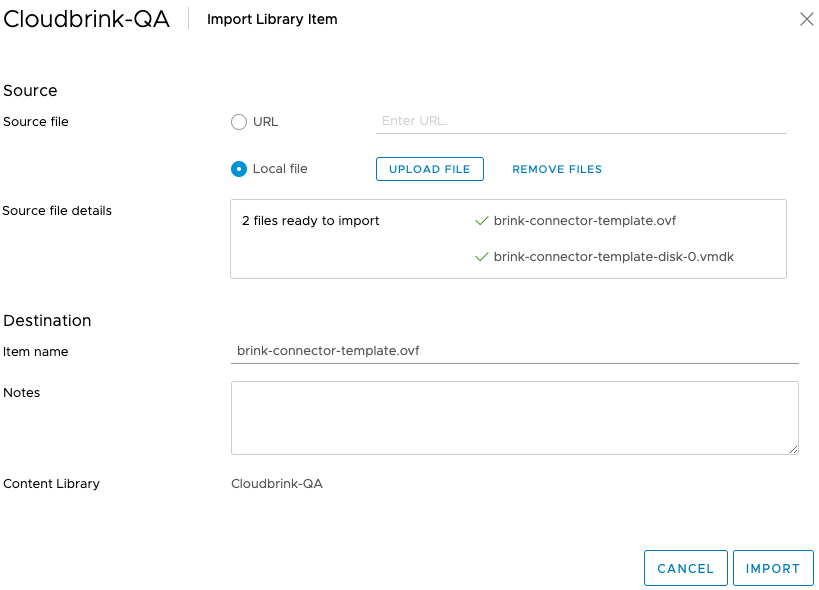 Cloudbrink-QA
Import Library Item
Source
Source file
URL
Enter URL.
Local file
UPLOAD FILE
REMOVE FILES
Source file details
2 files ready to import
brink-connector-template.ovf
brink-connector-template-disk-0.vmdk
Destination
Item name
brink-connector-template.ovf
Notes
Content Library
Cloudbrink-QA
CANCEL
IMPORT